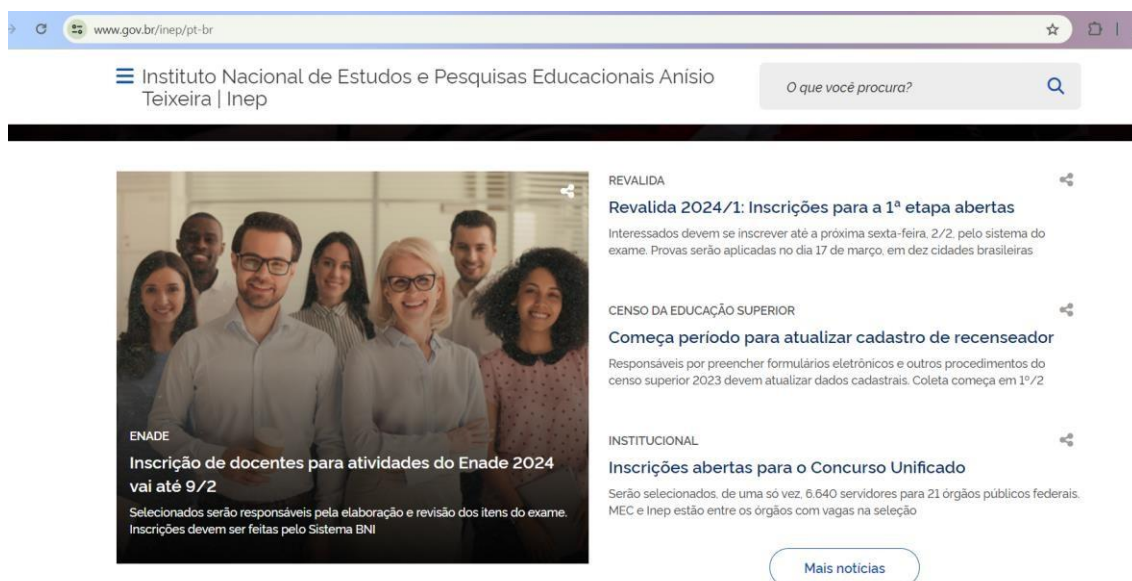 www.gov.br/inep/pt-br
Instituto Nacional de Estudos e Pesquisas Educacionais Anísio
Teixeira | Inep
O que você procura?
ENADE
Inscrição de docentes para atividades do Enade 2024
vai até 9/2
Selecionados serão responsáveis pela elaboração e revisão dos itens do exame.
Inscrições devem ser feitas pelo Sistema BNI
REVALIDA
Revalida 2024/1: Inscrições para a 1ª etapa abertas
Interessados devem se inscrever até a próxima sexta-feira, 2/2, pelo sistema do
exame. Provas serão aplicadas no dia 17 de março, em dez cidades brasileiras
CENSO DA EDUCAÇÃO SUPERIOR
Começa período para atualizar cadastro de recenseador
Responsáveis por preencher formulários eletrônicos e outros procedimentos do
censo superior 2023 devem atualizar dados cadastrais. Coleta começa em 1º/2
INSTITUCIONAL
Inscrições abertas para o Concurso Unificado
Serão selecionados, de uma só vez, 6.640 servidores para 21 órgãos públicos federais.
MEC e Inep estão entre os órgãos com vagas na seleção
Mais notícias